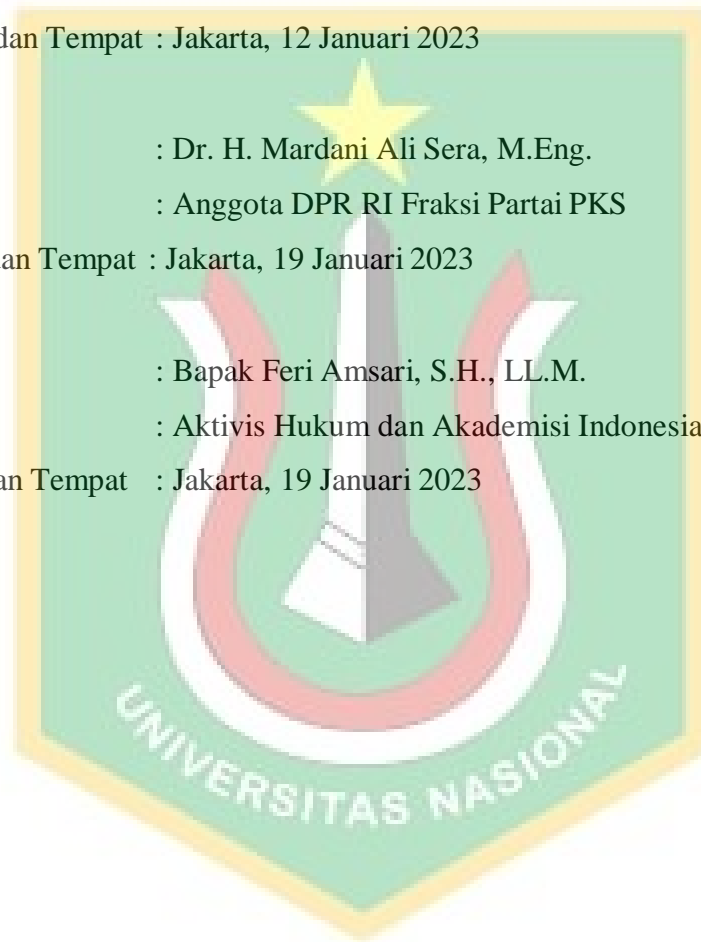 dan Tempat : Jakarta, 12 Januari 2023
: Dr. H. Mardani Ali Sera, M.Eng.
: Anggota DPR RI Fraksi Partai PKS
dan Tempat : Jakarta, 19 Januari 2023
: Bapak Feri Amsari, S.H., LL.M.
: Aktivis Hukum dan Akademisi Indonesia
an Tempat : Jakarta, 19 Januari 2023
UNIVERSITAS NASIONAL